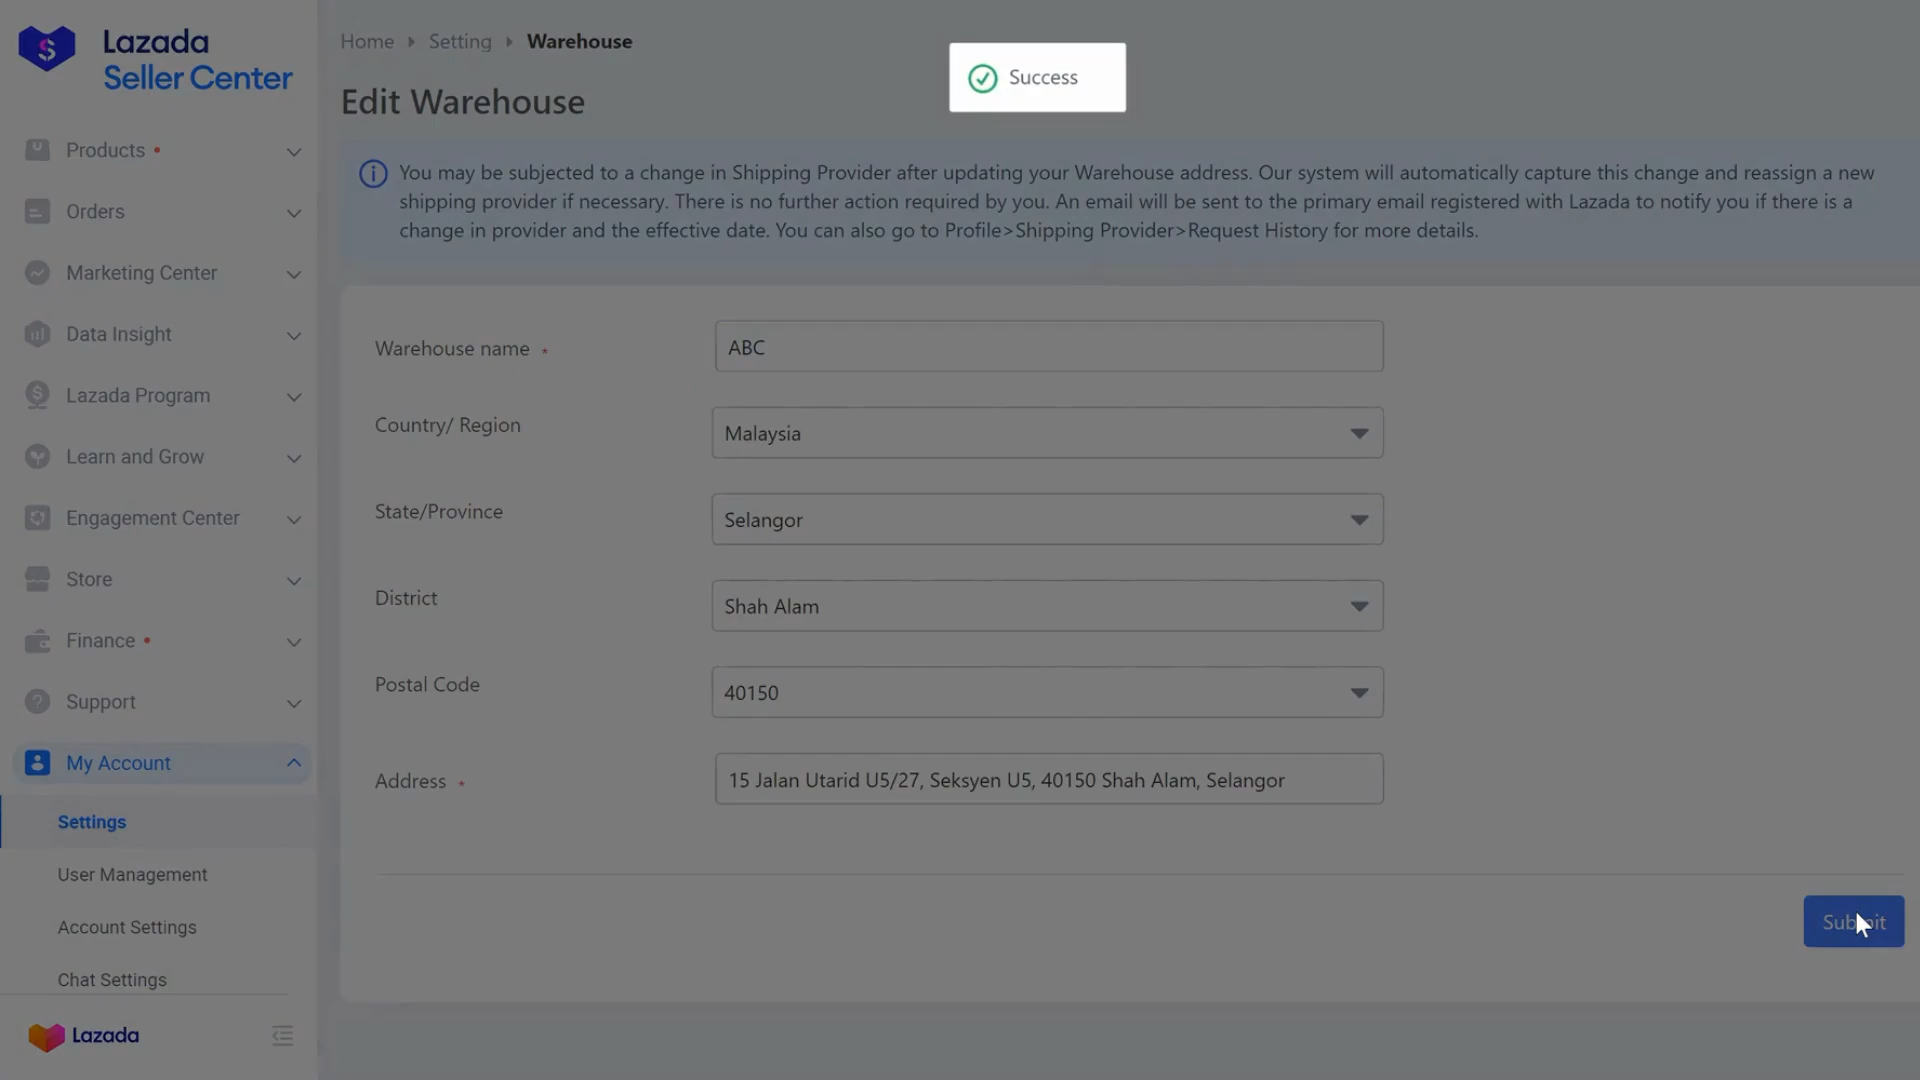 Lazada
Seller Center
Products
Orders
Marketing Center
Data Insight
Lazada Program
Learn and Grow
Engagement Center
Store
Finance
Support
My Account
Settings
User Management
Account Settings
Chat Settings
Lazada
Home Setting Warehouse
Success
Edit Warehouse
You may be subjected to a change in Shipping Provider after updating your Warehouse address. Our system will automatically capture this change and reassign a new
shipping provider if necessary. There is no further action required by you. An email will be sent to the primary email registered with Lazada to notify you if there is a
change in provider and the effective date. You can also go to Profile>Shipping Provider>Request History for more details.
Warehouse name * ABC
Country/ Region Malaysia
State/Province Selangor
District Shah Alam
Postal Code 40150
Address * 15 Jalan Utarid U5/27, Seksyen U5, 40150 Shah Alam, Selangor
Submit